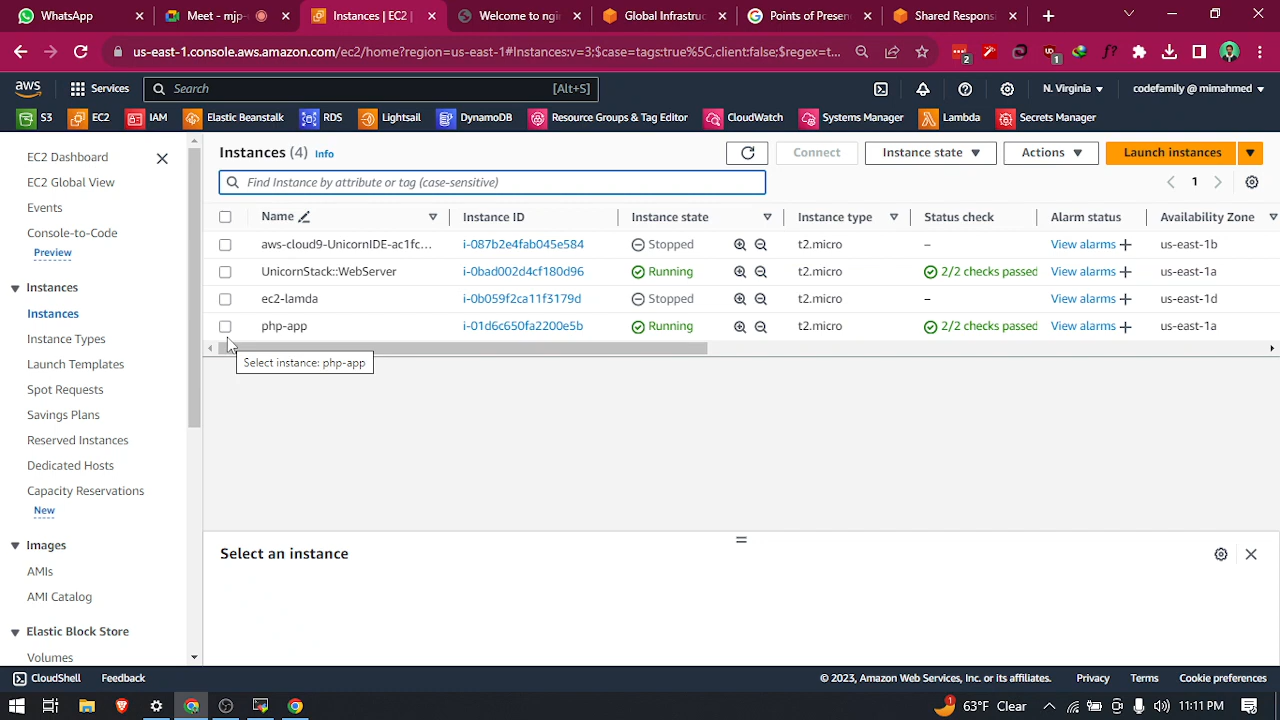 WhatsApp
Meet - mjp-
Instances | EC2 |
Welcome to ngi
Global Infrastruc
Points of Presen
Shared Respons
us-east-1.console.aws.amazon.com/ec2/home?region=us-east-1#Instances:v=3;$case=tags:true%5C,client:false;$regex=t...
2
1
f?
aws
Services
Search
[Alt+S]
N. Virginia
codefamily @ mimahmed
S3
EC2
IAM
Elastic Beanstalk
RDS
Lightsail
DynamoDB
Resource Groups & Tag Editor
CloudWatch
Systems Manager
Lambda
Secrets Manager
EC2 Dashboard
EC2 Global View
Events
Console-to-Code
Preview
Instances
Instances
Instance Types
Launch Templates
Spot Requests
Savings Plans
Reserved Instances
Dedicated Hosts
Capacity Reservations
New
Images
AMIs
AMI Catalog
Elastic Block Store
Volumes
Instances (4) Info
Connect
Instance state
Actions
Launch instances
Find Instance by attribute or tag (case-sensitive)
1
Name Instance ID Instance state Instance type Status check Alarm status Availability Zone
aws-cloud9-UnicornIDE-ac1fc... i-087b2e4fab045e584 Stopped t2.micro – View alarms + us-east-1b
UnicornStack::WebServer i-0bad002d4cf180d96 Running t2.micro 2/2 checks passed View alarms + us-east-1a
ec2-lamda i-0b059f2ca11f3179d Stopped t2.micro – View alarms + us-east-1d
php-app i-01d6c650fa2200e5b Running t2.micro 2/2 checks passed View alarms + us-east-1a
Select instance: php-app
Select an instance
CloudShell
Feedback
© 2023, Amazon Web Services, Inc. or its affiliates.
Privacy
Terms
Cookie preferences
1
63°F Clear
11:11 PM